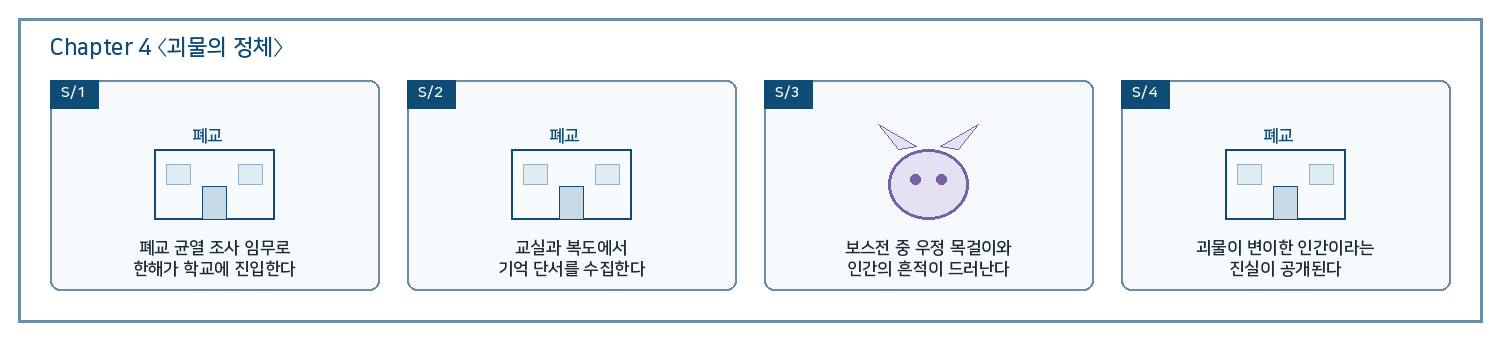 Chapter 4 〈괴물의 정체〉
S/1
폐교
폐교 균열 조사 임무로
한해가 학교에 진입한다
S/2
폐교
교실과 복도에서
기억 단서를 수집한다
S/3
보스전 중 우정 목걸이와
인간의 흔적이 드러난다
S/4
폐교
괴물이 변이한 인간이라는
진실이 공개된다